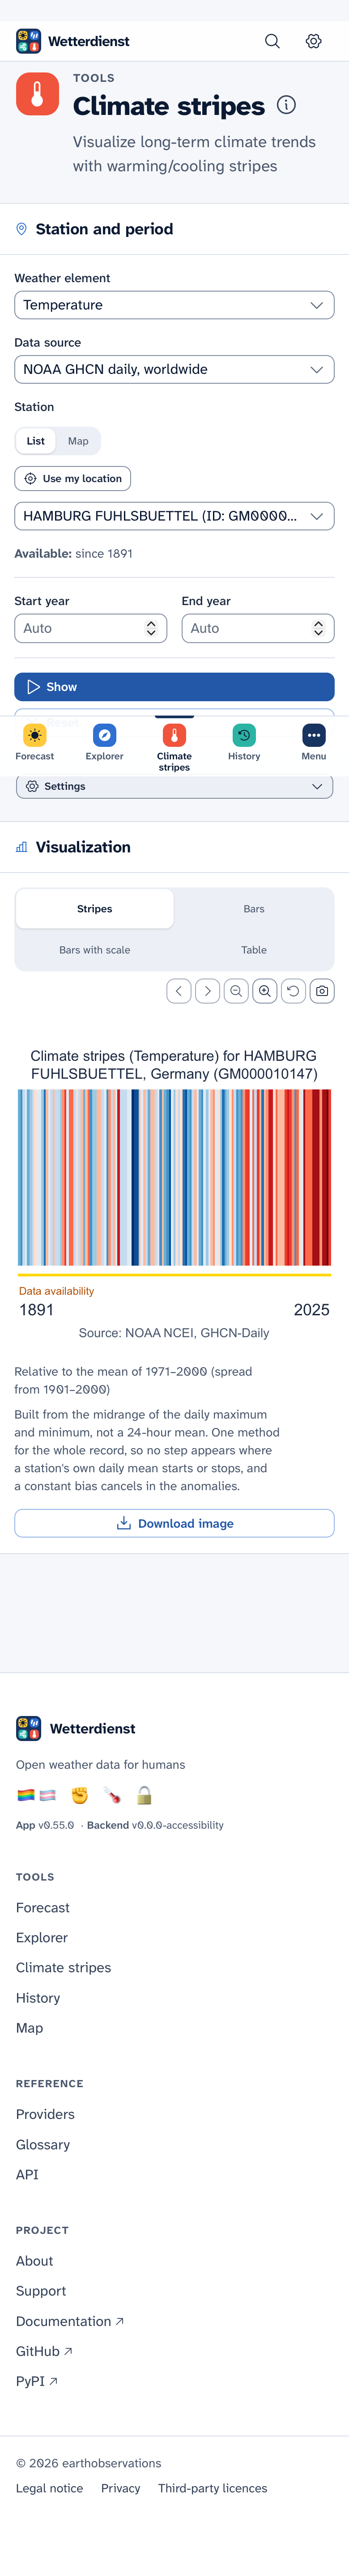 Wetterdienst
TOOLS
Climate stripes
Visualize long-term climate trends
with warming/cooling stripes
Station and period
Weather element
Temperature
Data source
NOAA GHCN daily, worldwide
Station
List
Map
Use my location
HAMBURG FUHLSBUETTEL (ID: GM0000...
Available: since 1891
Start year
End year
Auto
Auto
Show
Reset
Forecast
Explorer
Climate
stripes
History
Menu
Settings
Visualization
Stripes
Bars
Bars with scale
Table
Climate stripes (Temperature) for HAMBURG
FUHLSBUETTEL, Germany (GM000010147)
Data availability
1891
2025
Source: NOAA NCEI, GHCN-Daily
Relative to the mean of 1971–2000 (spread
from 1901–2000)
Built from the midrange of the daily maximum
and minimum, not a 24-hour mean. One method
for the whole record, so no step appears where
a station's own daily mean starts or stops, and
a constant bias cancels in the anomalies.
Download image
Wetterdienst
Open weather data for humans
App v0.55.0 · Backend v0.0.0-accessibility
TOOLS
Forecast
Explorer
Climate stripes
History
Map
REFERENCE
Providers
Glossary
API
PROJECT
About
Support
Documentation ↗
GitHub ↗
PyPI ↗
© 2026 earthobservations
Legal notice
Privacy
Third-party licences